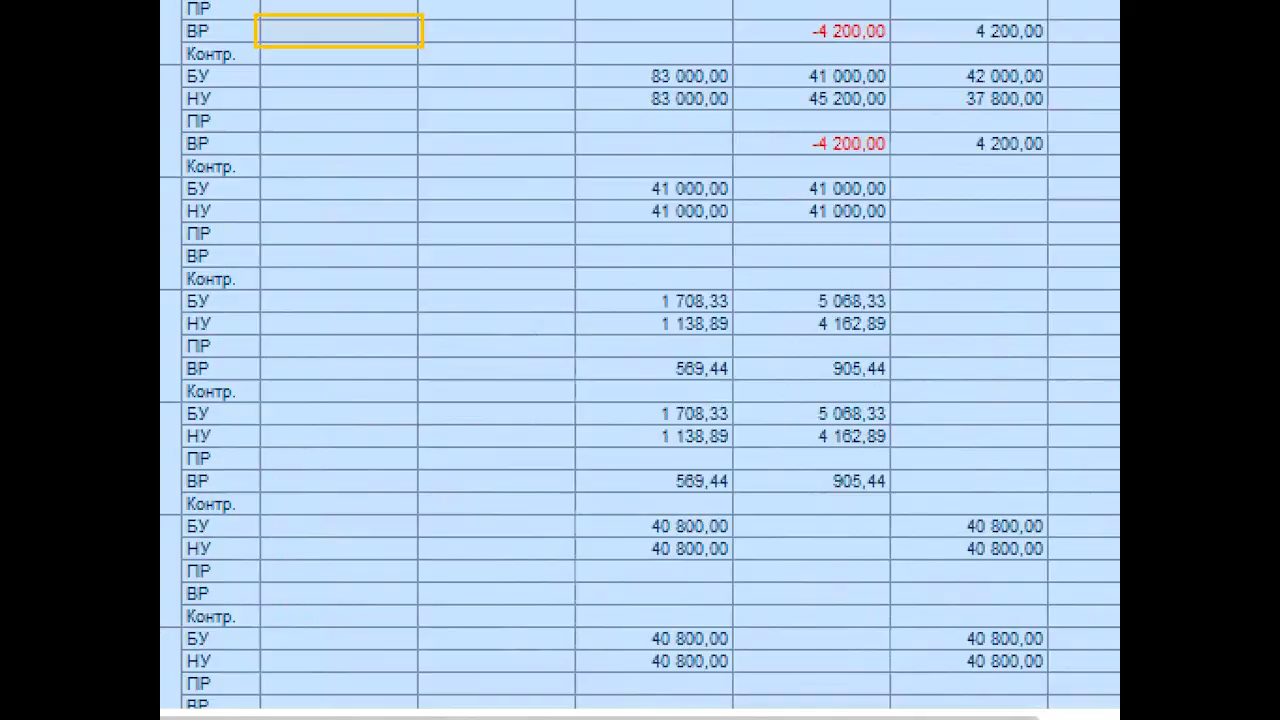 ПР
ВР -4 200,00 4 200,00
Контр.
БУ 83 000,00 41 000,00 42 000,00
НУ 83 000,00 45 200,00 37 800,00
ПР
ВР -4 200,00 4 200,00
Контр.
БУ 41 000,00 41 000,00
НУ 41 000,00 41 000,00
ПР
ВР
Контр.
БУ 1 708,33 5 068,33
НУ 1 138,89 4 162,89
ПР
ВР 569,44 905,44
Контр.
БУ 1 708,33 5 068,33
НУ 1 138,89 4 162,89
ПР
ВР 569,44 905,44
Контр.
БУ 40 800,00 40 800,00
НУ 40 800,00 40 800,00
ПР
ВР
Контр.
БУ 40 800,00 40 800,00
НУ 40 800,00 40 800,00
ПР
ВР